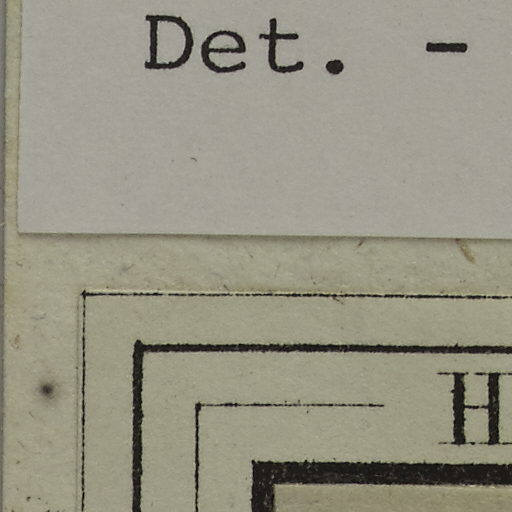 Det. -
H